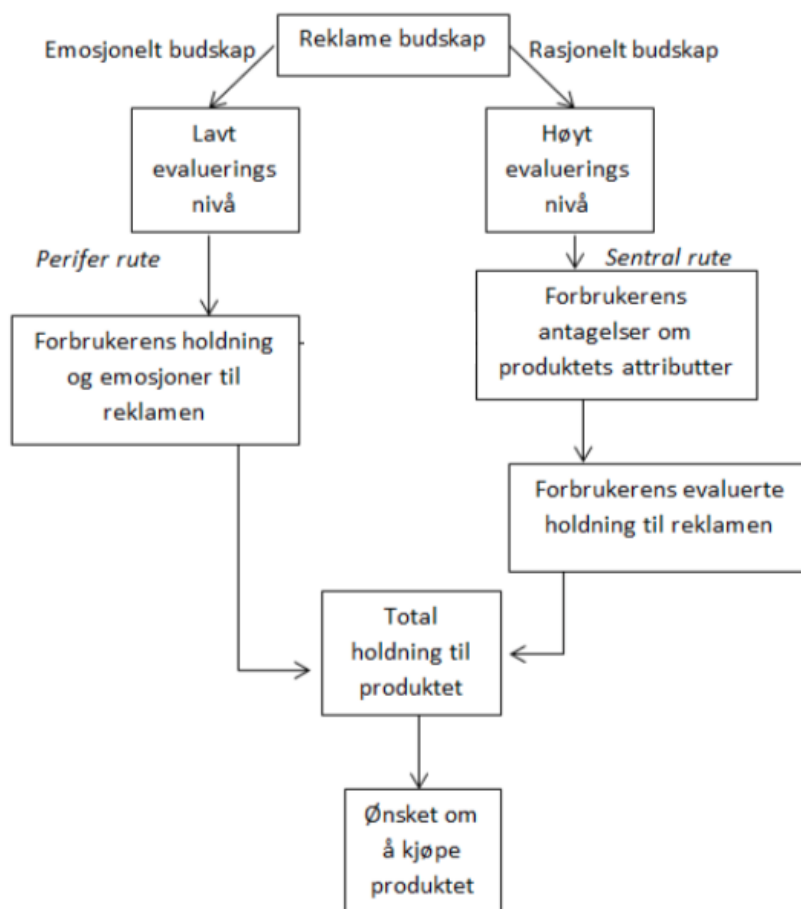 Reklame budskap
Emosjonelt budskap
Rasjonelt budskap
Lavt
evaluerings
nivå
Høyt
evaluerings
nivå
Perifer rute
Sentral rute
Forbrukerens holdning
og emosjoner til
reklamen
Forbrukerens
antagelser om
produktets attributter
Forbrukerens evaluerte
holdning til reklamen
Total
holdning til
produktet
Ønsket om
å kjøpe
produktet